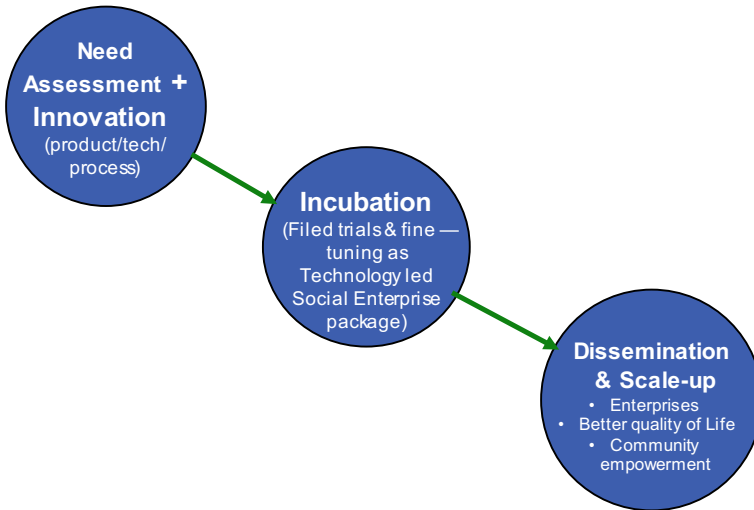 Need
Assessment +
Innovation
(product/tech/
process)
Incubation
(Filed trials & fine —
tuning as
Technology led
Social Enterprise
package)
Dissemination
& Scale-up
• Enterprises
• Better quality of Life
• Community
empowerment